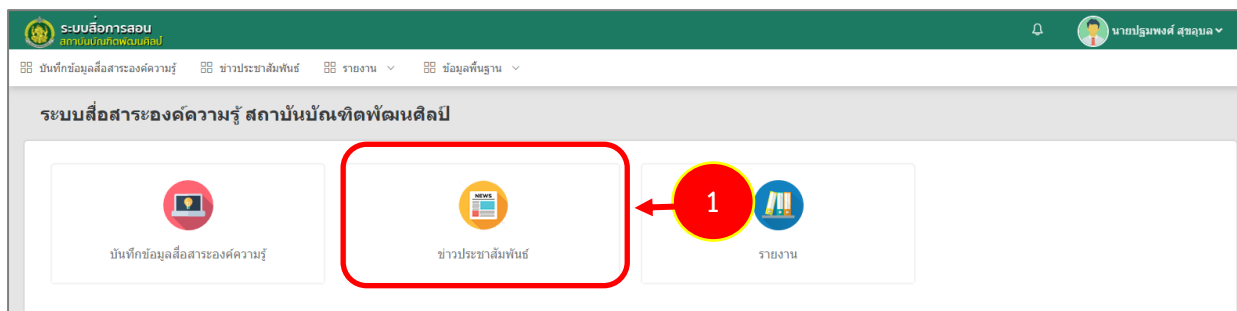 ระบบสื่อการสอน
สถาบันบัณฑิตพัฒนศิลป์
นายปฐมพงศ์ สุขอุบล
บันทึกข้อมูลสื่อสาระองค์ความรู้ ข่าวประชาสัมพันธ์ รายงาน ข้อมูลพื้นฐาน
ระบบสื่อสาระองค์ความรู้ สถาบันบัณฑิตพัฒนศิลป์
NEWS
1
บันทึกข้อมูลสื่อสาระองค์ความรู้ ข่าวประชาสัมพันธ์ รายงาน